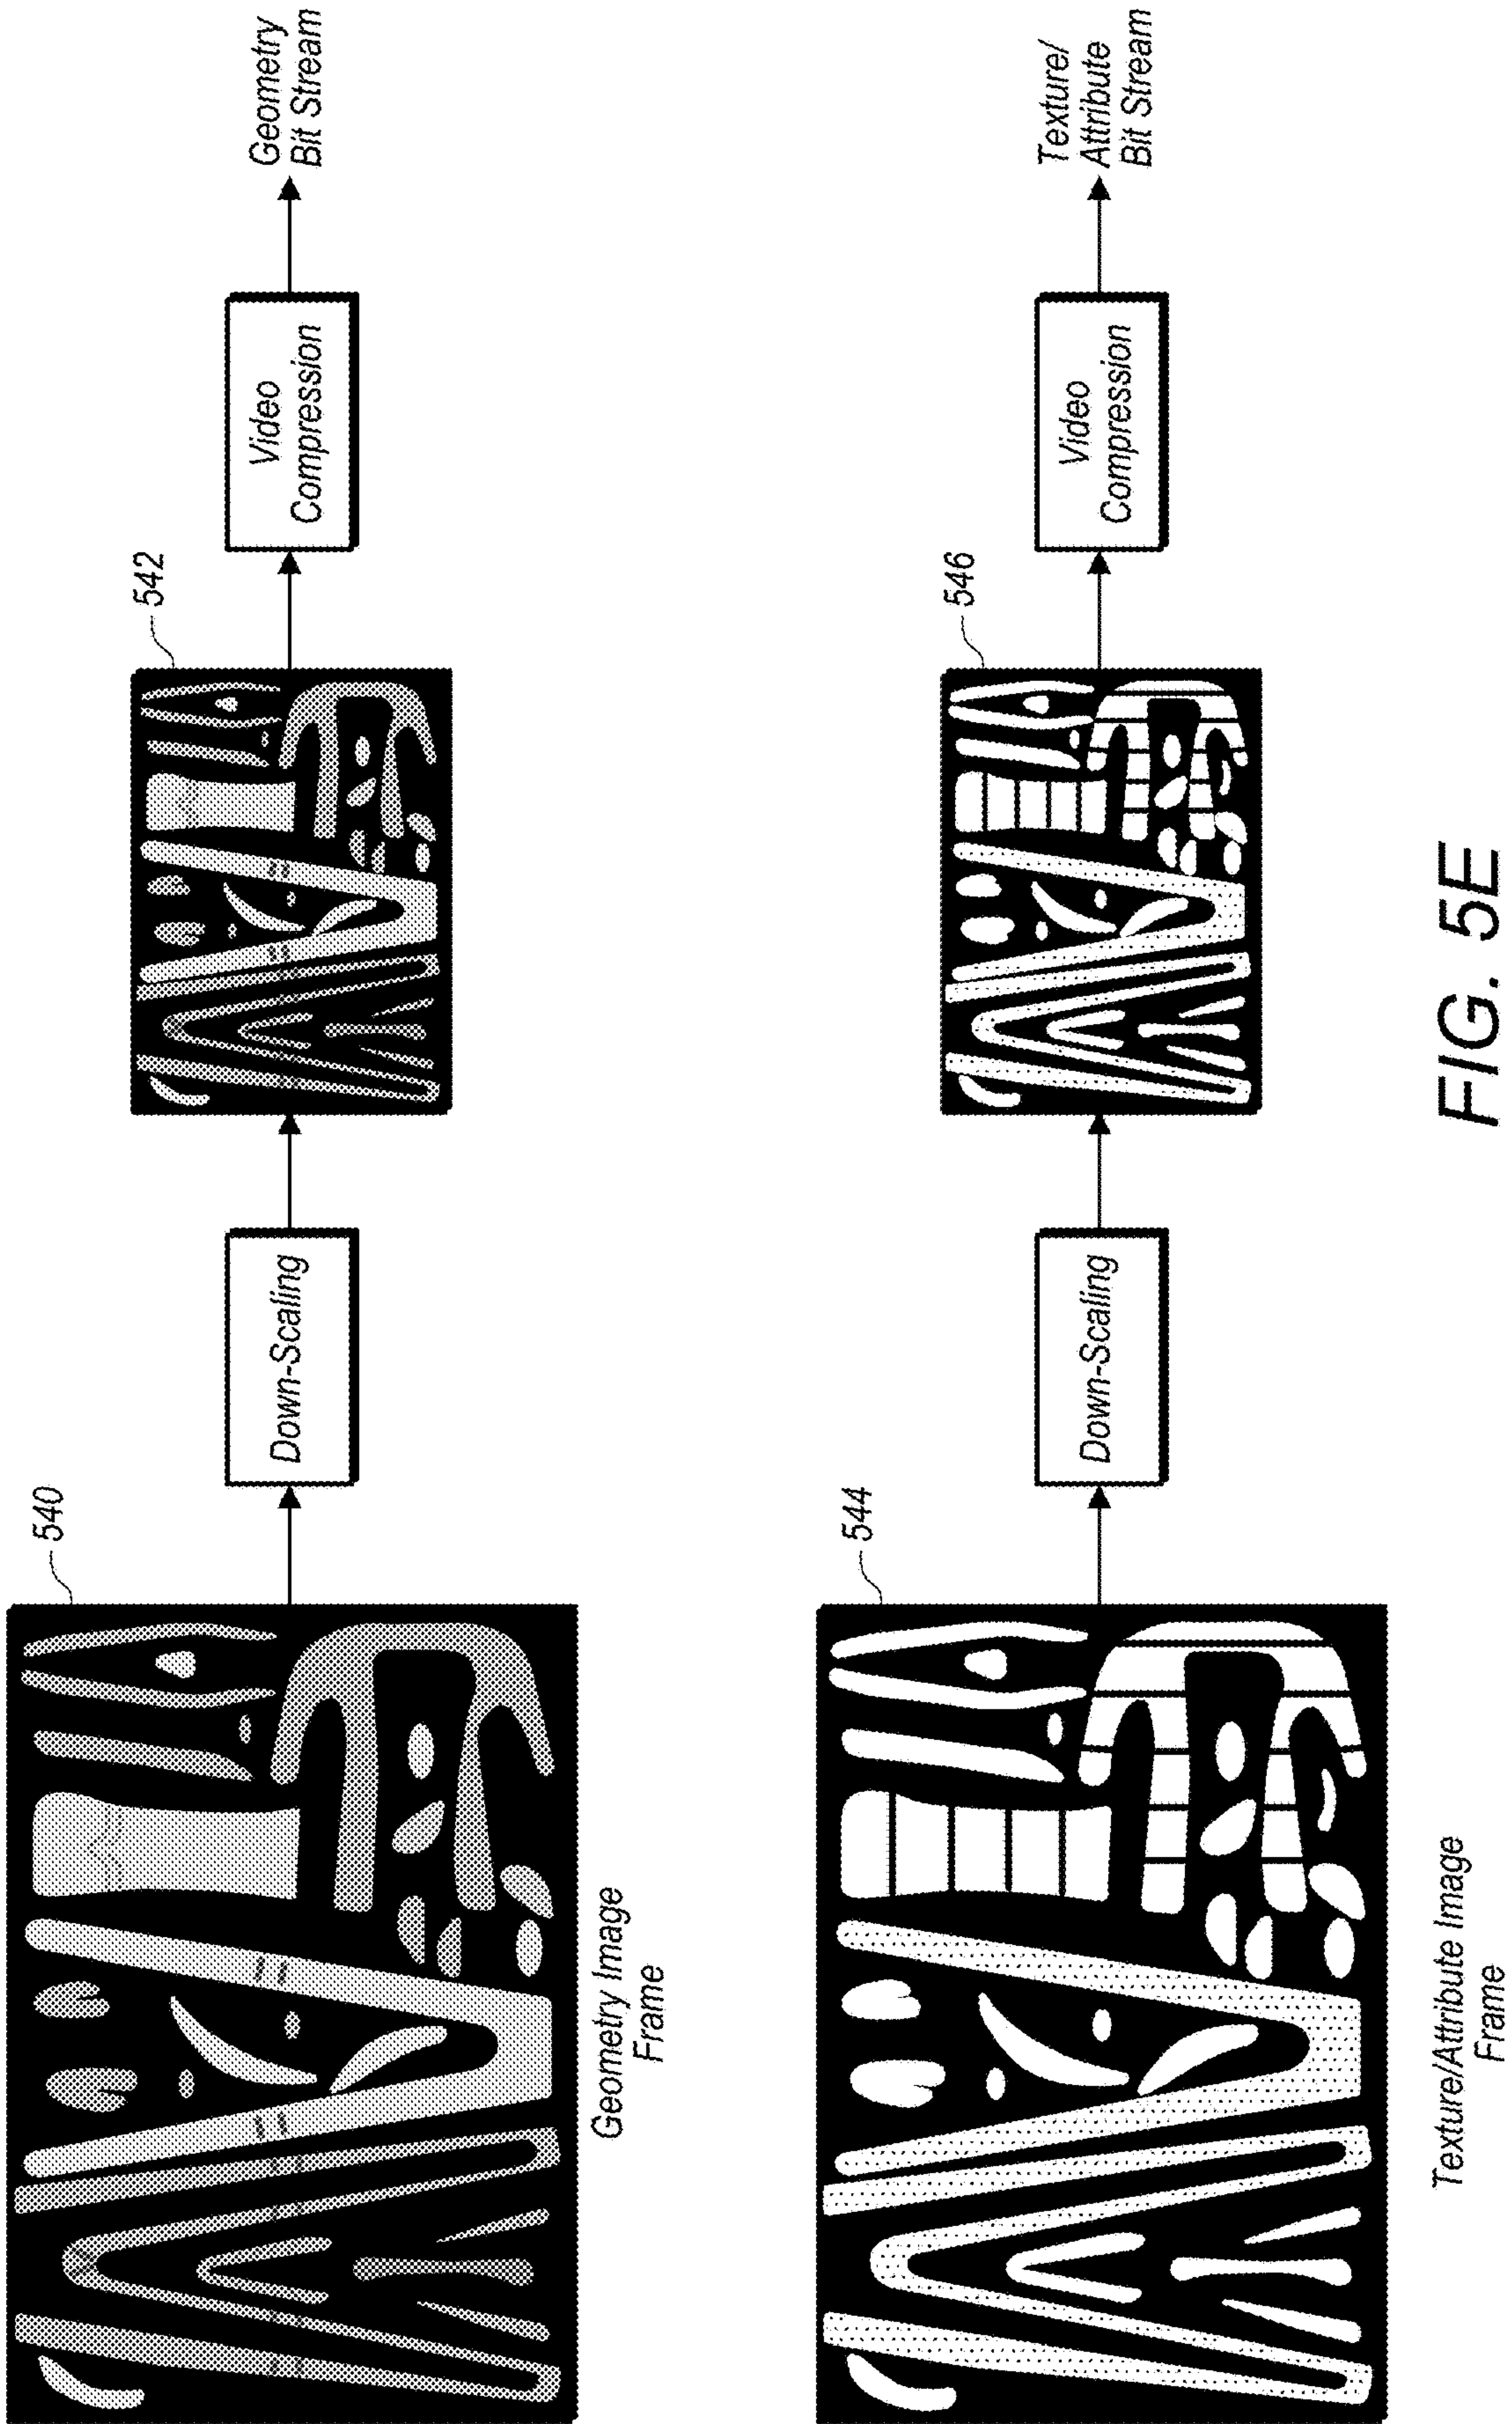 540
Down-Scaling
542
Video
Compression
Geometry
Bit Stream
Geometry Image
Frame
544
Down-Scaling
546
Video
Compression
Texture/
Attribute
Bit Stream
Texture/Attribute Image
Frame
FIG. 5E